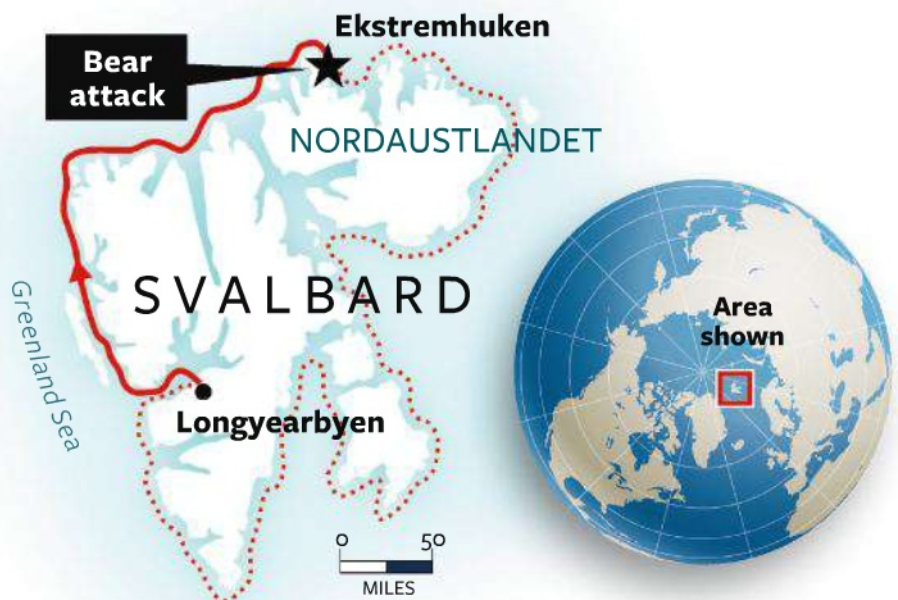 Ekstremhuken
Bear
attack
NORDAUSTLANDET
SVALBARD
Greenland Sea
Area
shown
Longyearbyen
0 50
MILES